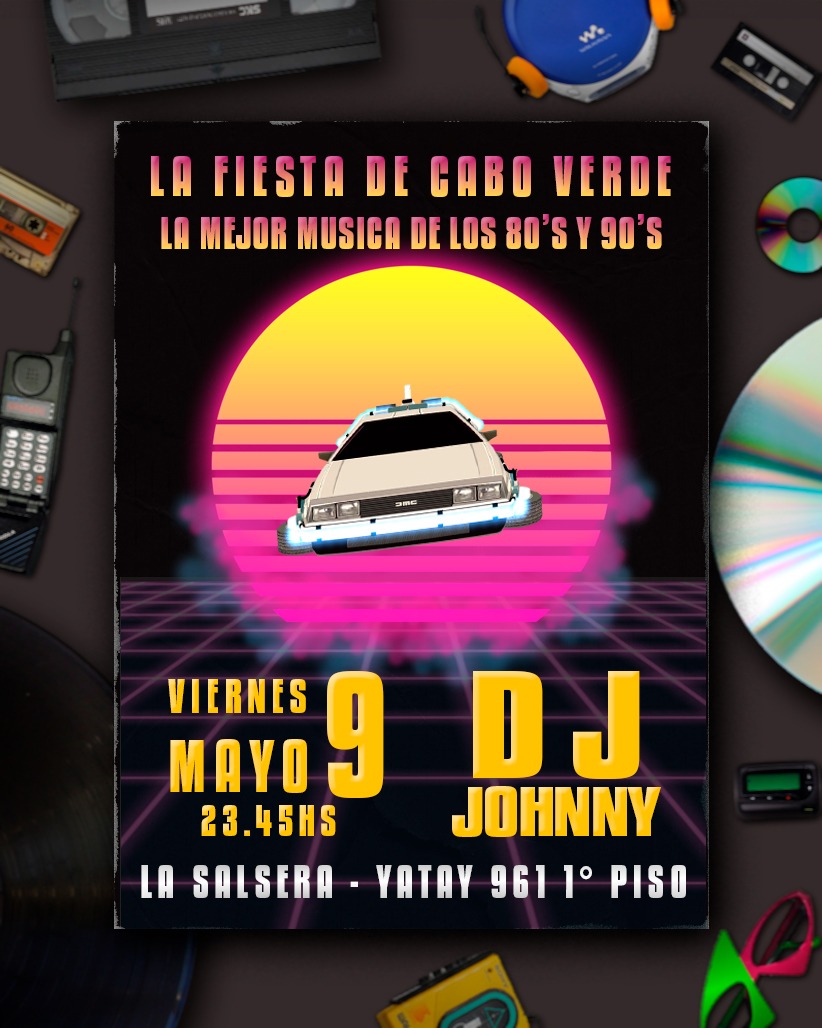 LA FIESTA DE CABO VERDE
LA MEJOR MUSICA DE LOS 80'S Y 90'S
DMC
VIERNES
MAYO 9
23.45HS
DJ
JOHNNY
LA SALSERA - YATAY 961 1° PISO